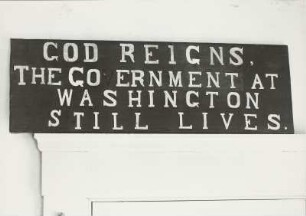 GOD REIGNS.
THE GO ERNMENT AT
WASHINGTON
STILL LIVES.